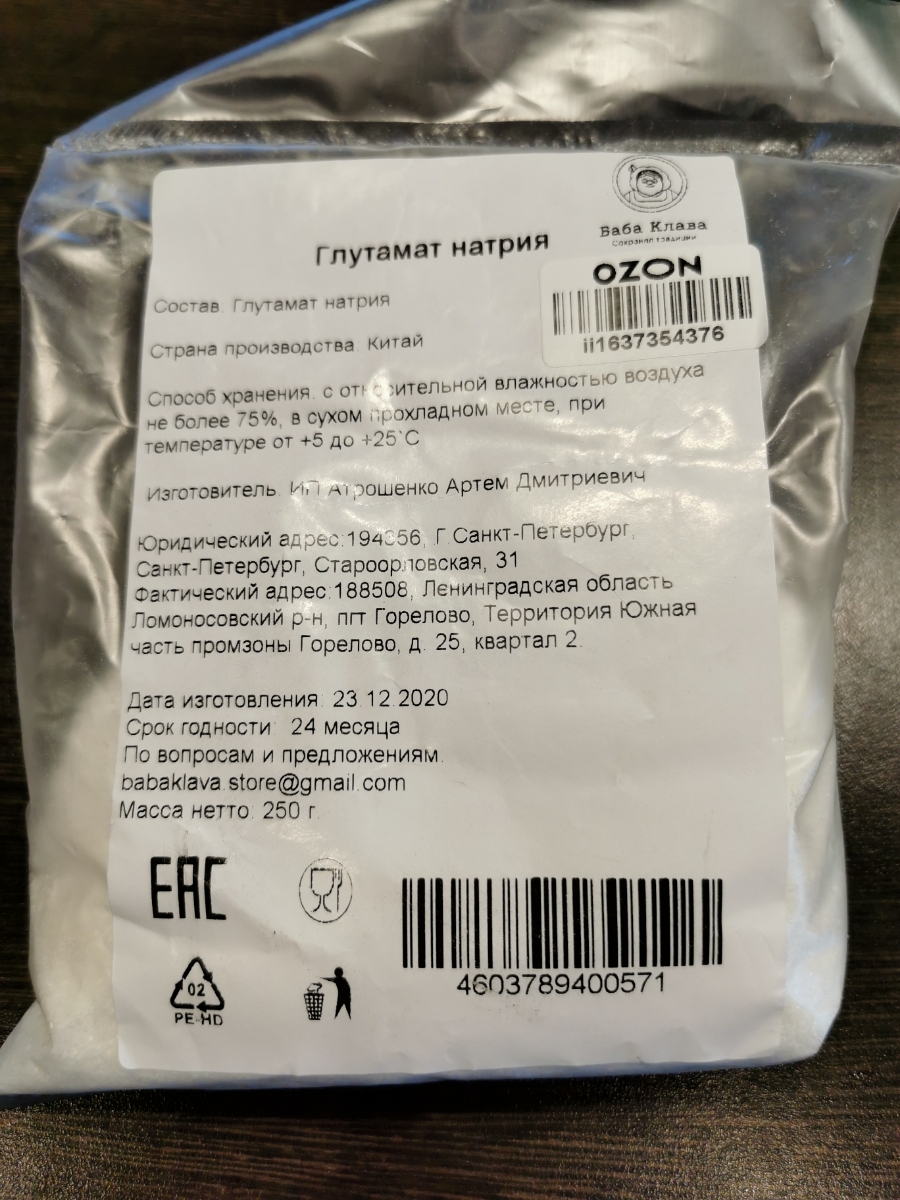 Баба Клава
Сохраняя традиции
Глутамат натрия
OZON
ii1637354376
Состав: Глутамат натрия
Страна производства: Китай
Способ хранения: с относительной влажностью воздуха
не более 75%, в сухом прохладном месте, при
температуре от +5 до +25`С
Изготовитель: ИП Атрошенко Артем Дмитриевич
Юридический адрес:194356, Г.Санкт-Петербург,
Санкт-Петербург, Староорловская, 31
Фактический адрес:188508, Ленинградская область
Ломоносовский р-н, пгт Горелово, Территория Южная
часть промзоны Горелово, д. 25, квартал 2.
Дата изготовления: 23.12.2020
Срок годности: 24 месяца
По вопросам и предложениям:
babaklava.store@gmail.com
Масса нетто: 250 г.
EAC
02
PE-HD
4603789400571